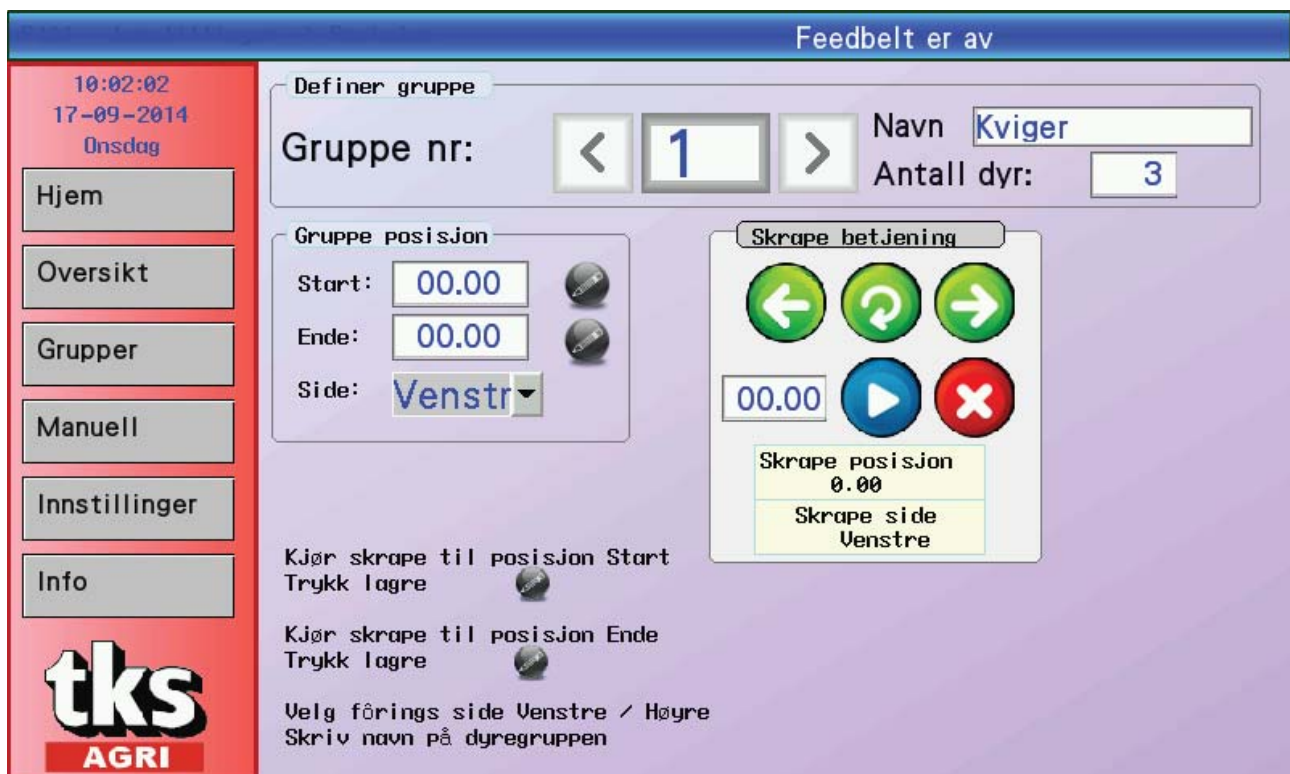 Feedbelt er av
10:02:02
17-09-2014
Onsdag
Hjem
Oversikt
Grupper
Manuell
Innstillinger
Info
tks
AGRI
Definer gruppe
Gruppe nr:
<
1
>
Navn Kviger
Antall dyr: 3
Gruppe posisjon
Start: 00.00
Ende: 00.00
Side: Venstr
Skrape betjening
00.00
Skrape posisjon
0.00
Skrape side
Venstre
Kjør skrape til posisjon Start
Trykk lagre
Kjør skrape til posisjon Ende
Trykk lagre
Velg fôrings side Venstre / Høyre
Skriv navn på dyregruppen